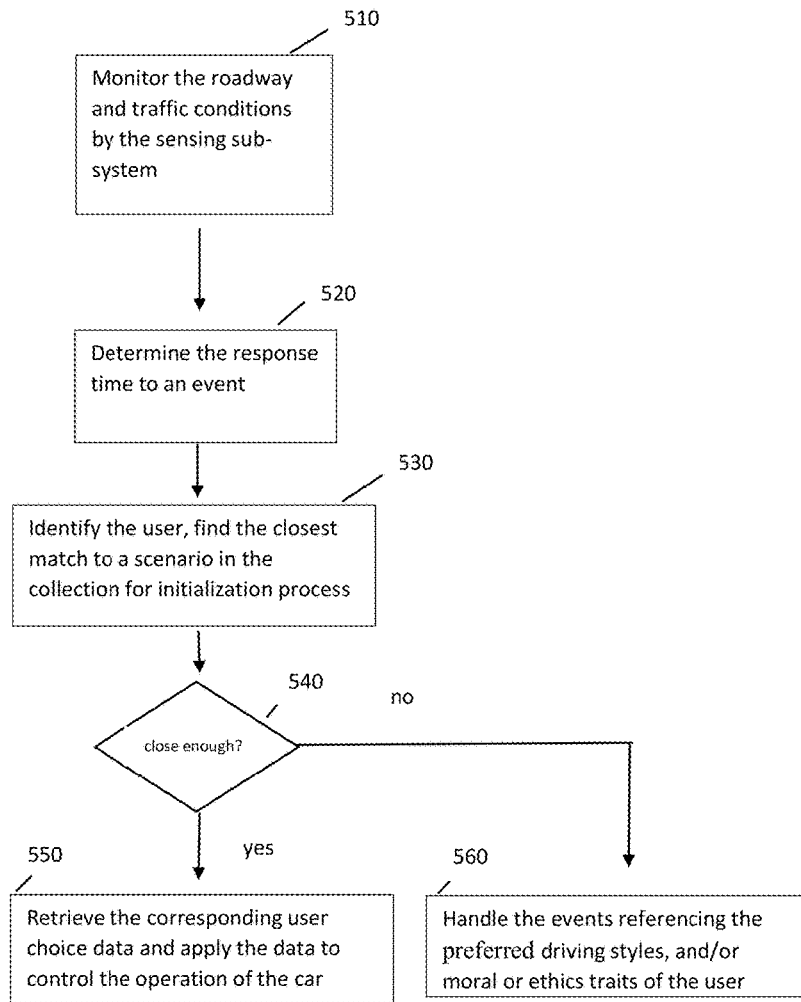 510
Monitor the roadway
and traffic conditions
by the sensing sub-
system
520
Determine the response
time to an event
530
Identify the user, find the closest
match to a scenario in the
collection for initialization process
540
no
close enough?
yes
550
Retrieve the corresponding user
choice data and apply the data to
control the operation of the car
560
Handle the events referencing the
preferred driving styles, and/or
moral or ethics traits of the user